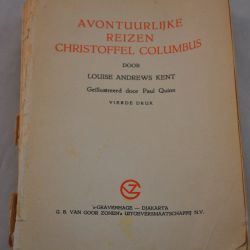 AVONTUURLIJKE
REIZEN
CHRISTOFFEL COLUMBUS
DOOR
LOUISE ANDREWS KENT
Geïllustreerd door Paul Quinn
VIERDE DRUK
'S-GRAVENHAGE — DJAKARTA
G. B. VAN GOOR ZONEN'S UITGEVERSMAATSCHAPPIJ N.V.